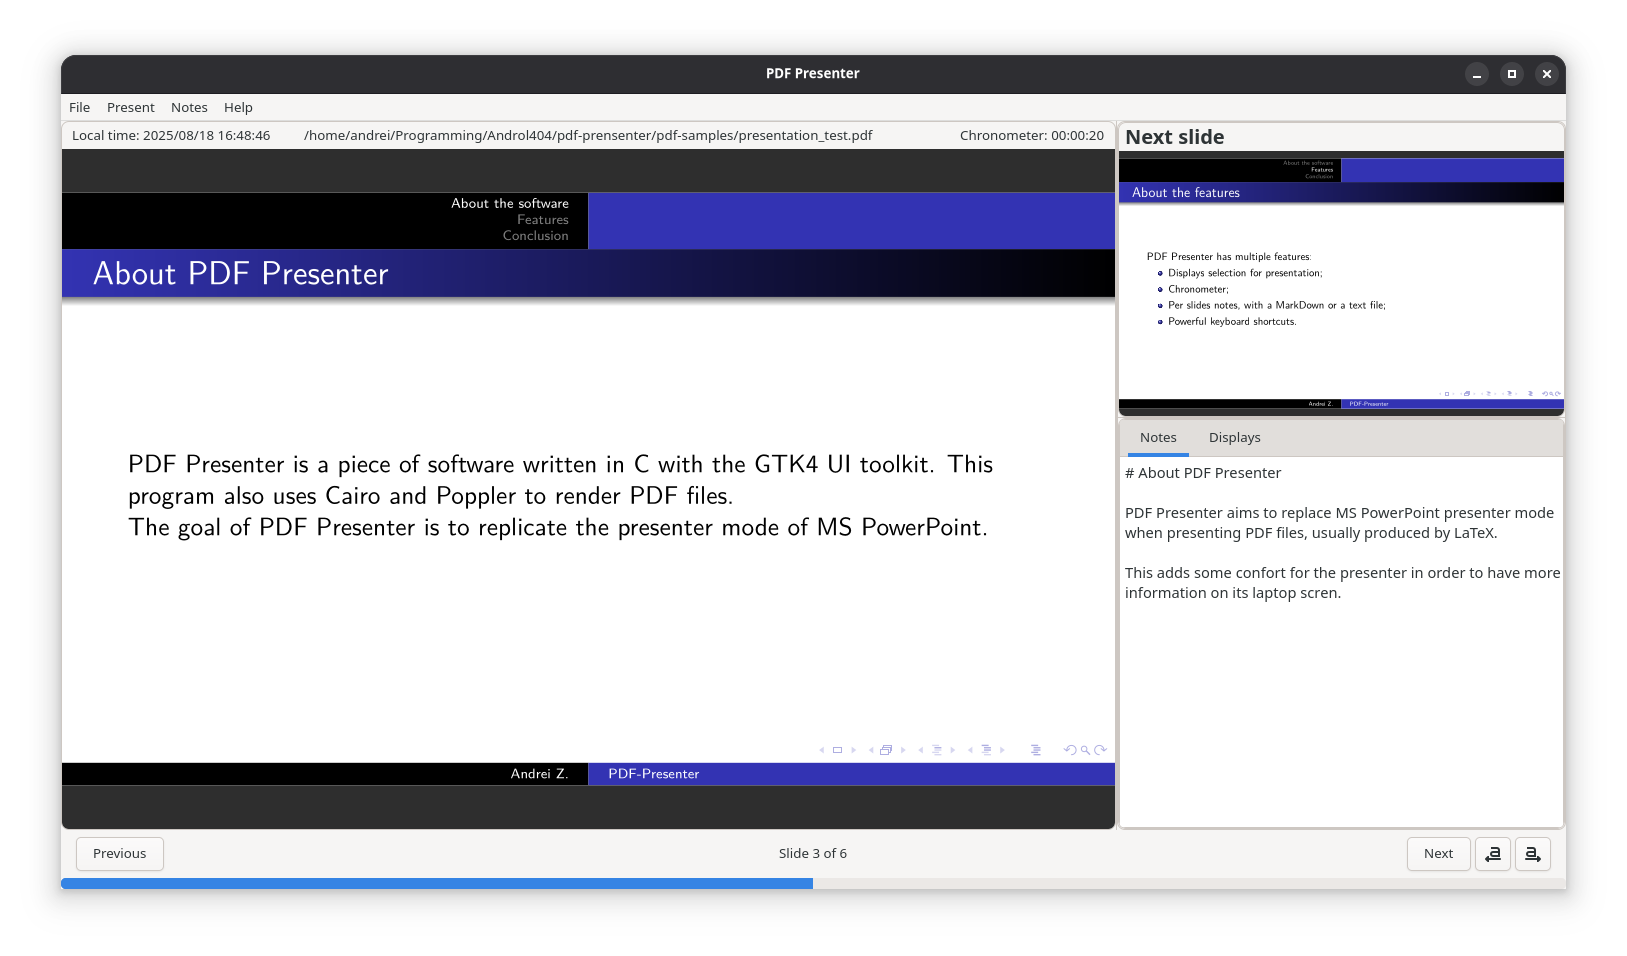 PDF Presenter
File Present Notes Help
Local time: 2025/08/18 16:48:46 /home/andrei/Programming/Androl404/pdf-prensenter/pdf-samples/presentation_test.pdf Chronometer: 00:00:20
About the software
Features
Conclusion
About PDF Presenter
PDF Presenter is a piece of software written in C with the GTK4 UI toolkit. This
program also uses Cairo and Poppler to render PDF files.
The goal of PDF Presenter is to replicate the presenter mode of MS PowerPoint.
Andrei Z. PDF-Presenter
Next slide
About the software
Features
Conclusion
About the features
PDF Presenter has multiple features:
Displays selection for presentation;
Chronometer;
Per slides notes, with a MarkDown or a text file;
Powerful keyboard shortcuts.
Andrei Z. PDF-Presenter
Notes Displays
# About PDF Presenter
PDF Presenter aims to replace MS PowerPoint presenter mode
when presenting PDF files, usually produced by LaTeX.
This adds some confort for the presenter in order to have more
information on its laptop scren.
Previous Slide 3 of 6 Next a a